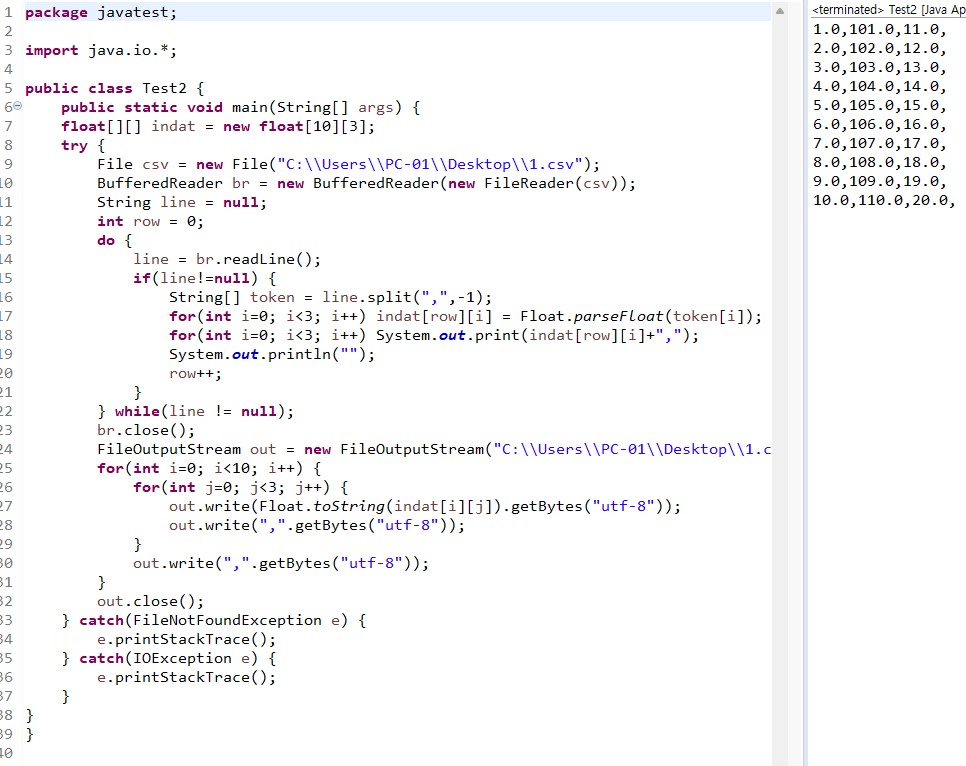 1 package javatest;
2
3 import java.io.*;
4
5 public class Test2 {
6 public static void main(String[] args) {
7 float[][] indat = new float[10][3];
8 try {
9 File csv = new File("C:\\Users\\PC-01\\Desktop\\1.csv");
10 BufferedReader br = new BufferedReader(new FileReader(csv));
11 String line = null;
12 int row = 0;
13 do {
14 line = br.readLine();
15 if(line!=null) {
16 String[] token = line.split(",",-1);
17 for(int i=0; i<3; i++) indat[row][i] = Float.parseFloat(token[i]);
18 for(int i=0; i<3; i++) System.out.print(indat[row][i]+",");
19 System.out.println("");
20 row++;
21 }
22 } while(line != null);
23 br.close();
24 FileOutputStream out = new FileOutputStream("C:\\Users\\PC-01\\Desktop\\1.c
25 for(int i=0; i<10; i++) {
26 for(int j=0; j<3; j++) {
27 out.write(Float.toString(indat[i][j]).getBytes("utf-8"));
28 out.write(",".getBytes("utf-8"));
29 }
30 out.write(",".getBytes("utf-8"));
31 }
32 out.close();
33 } catch(FileNotFoundException e) {
34 e.printStackTrace();
35 } catch(IOException e) {
36 e.printStackTrace();
37 }
38 }
39 }
40
<terminated> Test2 [Java Ap
1.0,101.0,11.0,
2.0,102.0,12.0,
3.0,103.0,13.0,
4.0,104.0,14.0,
5.0,105.0,15.0,
6.0,106.0,16.0,
7.0,107.0,17.0,
8.0,108.0,18.0,
9.0,109.0,19.0,
10.0,110.0,20.0,